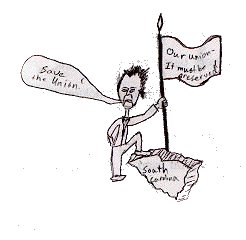 Save
the Union!
Our union-
It must be
preserved
South
Carolina